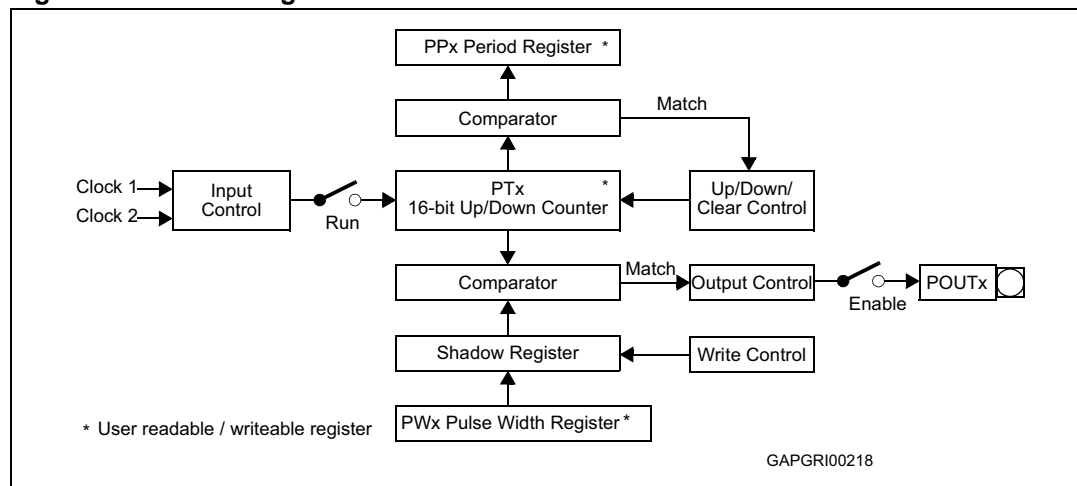 PPx Period Register *
Comparator
Match
Clock 1
Clock 2
Input
Control
Run
PTx *
16-bit Up/Down Counter
Up/Down/
Clear Control
Comparator
Match
Output Control
Enable
POUTx
Shadow Register
Write Control
PWx Pulse Width Register *
* User readable / writeable register
GAPGRI00218